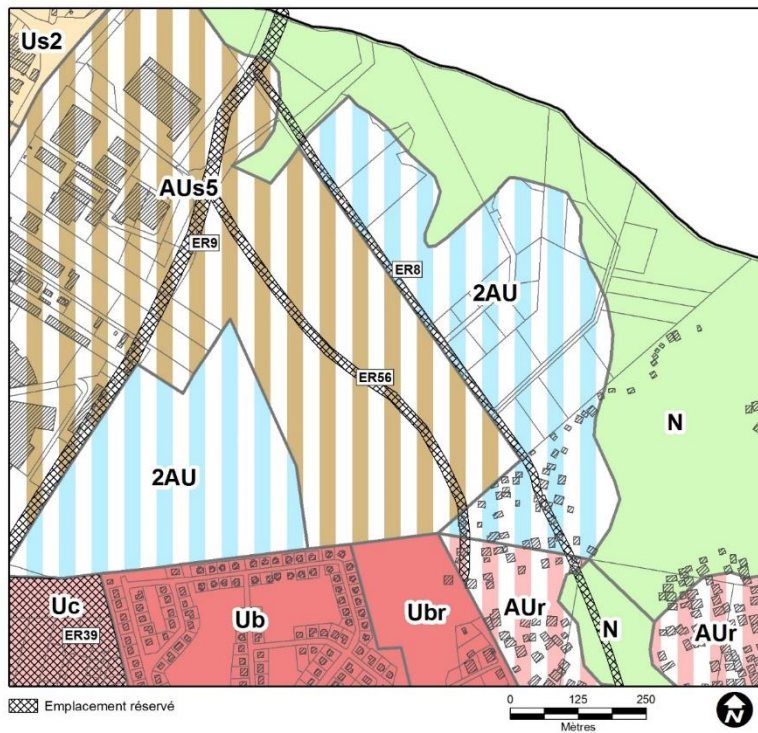 Us2
AUs5
ER9
ER8
2AU
ER56
N
2AU
Uc
ER39
Ub
Ubr
AUr
N
AUr
Emplacement réservé
0 125 250
Mètres
N